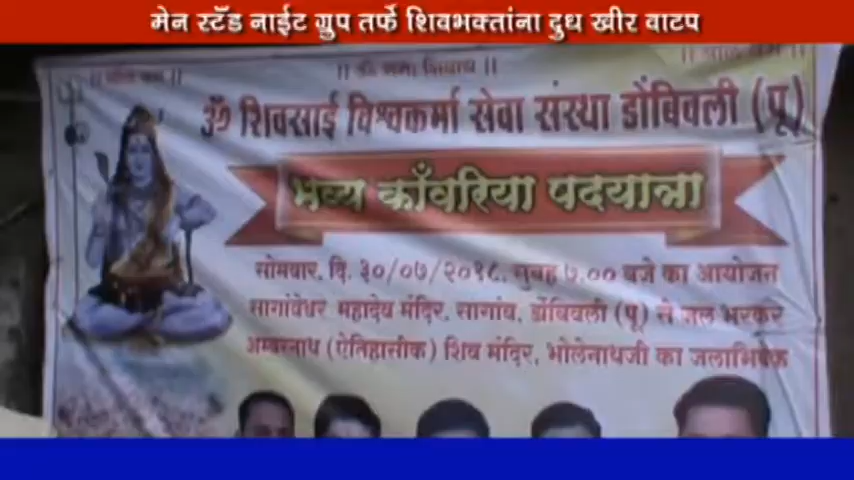 मेन स्टॅड नाईट ग्रुप तर्फे शिवभक्तांना दुध खीर वाटप
ॐ शिवसाई विश्वकर्मा सेवा संस्था डोंबिवली (पू)
भव्य काँवरिया पदयात्रा
सोमवार, दि. ३०/०७/२०१८, सुबह ७.०० बजे का आयोजन
सागांवेश्वर महादेव मंदिर, सागांव, डोंबिवली (पू) से जल भरकर
अम्बरनाथ (ऐतिहासीक) शिव मंदिर, भोलेनाथजी का जलाभिषेक